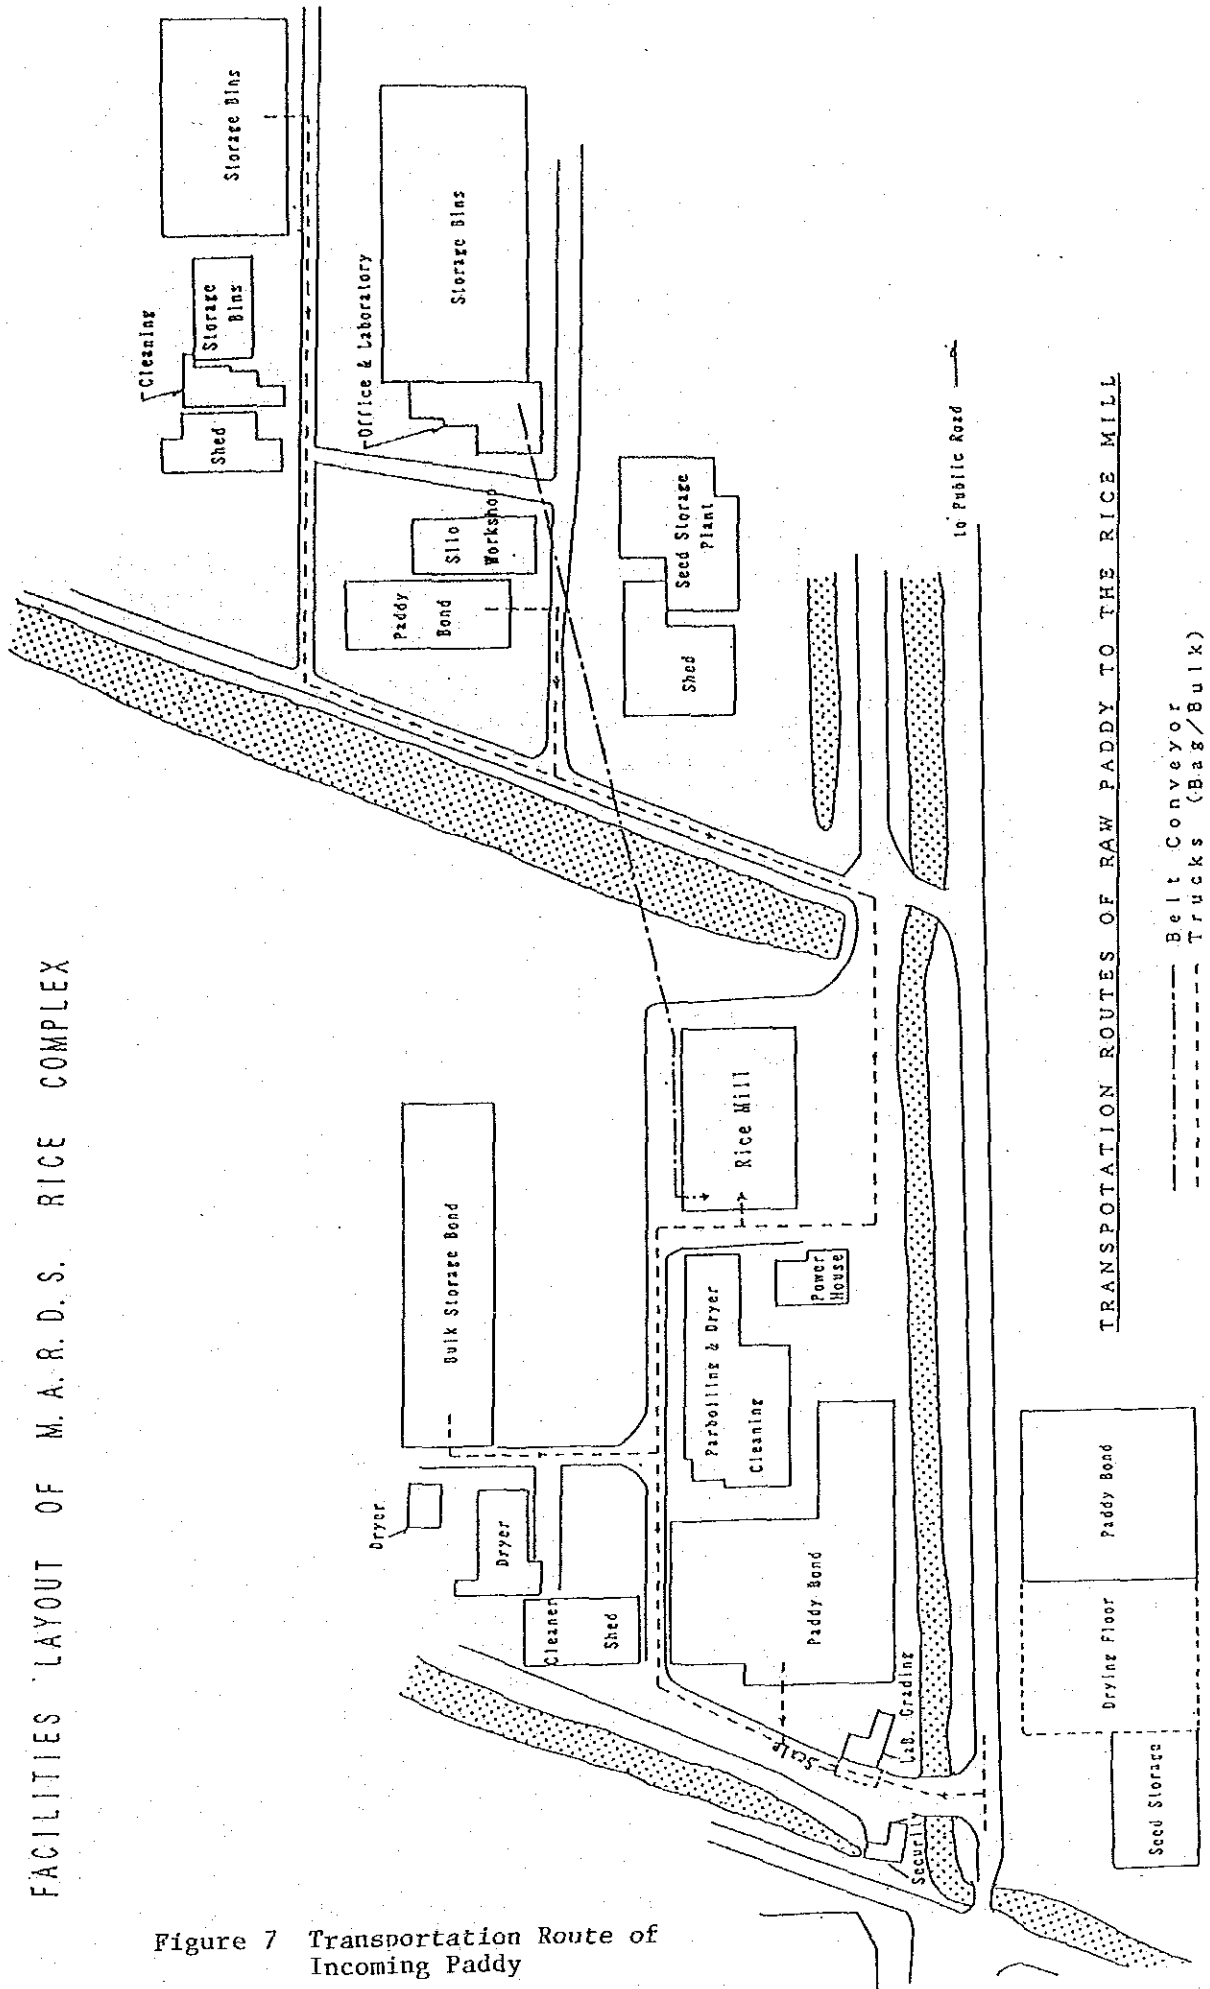 FACILITIES LAYOUT OF M.A.R.D.S. RICE COMPLEX
Storage Bins
Cleaning
Storage
Bins
Shed
Storage Bins
Office & Laboratory
Silo
Workshop
Paddy
Bond
Seed Storage
Plant
Shed
to Public Road
Bulk Storage Bond
Rice Mill
Dryer
Dryer
Cleaner
Shed
Parboiling & Dryer
Cleaning
Power
House
Paddy Bond
Scale
LaB. Grading
Security
Paddy Bond
Drying Floor
Seed Storage
TRANSPOTATION ROUTES OF RAW PADDY TO THE RICE MILL
Belt Conveyor
Trucks (Bag/Bulk)
Figure 7 Transportation Route of
Incoming Paddy